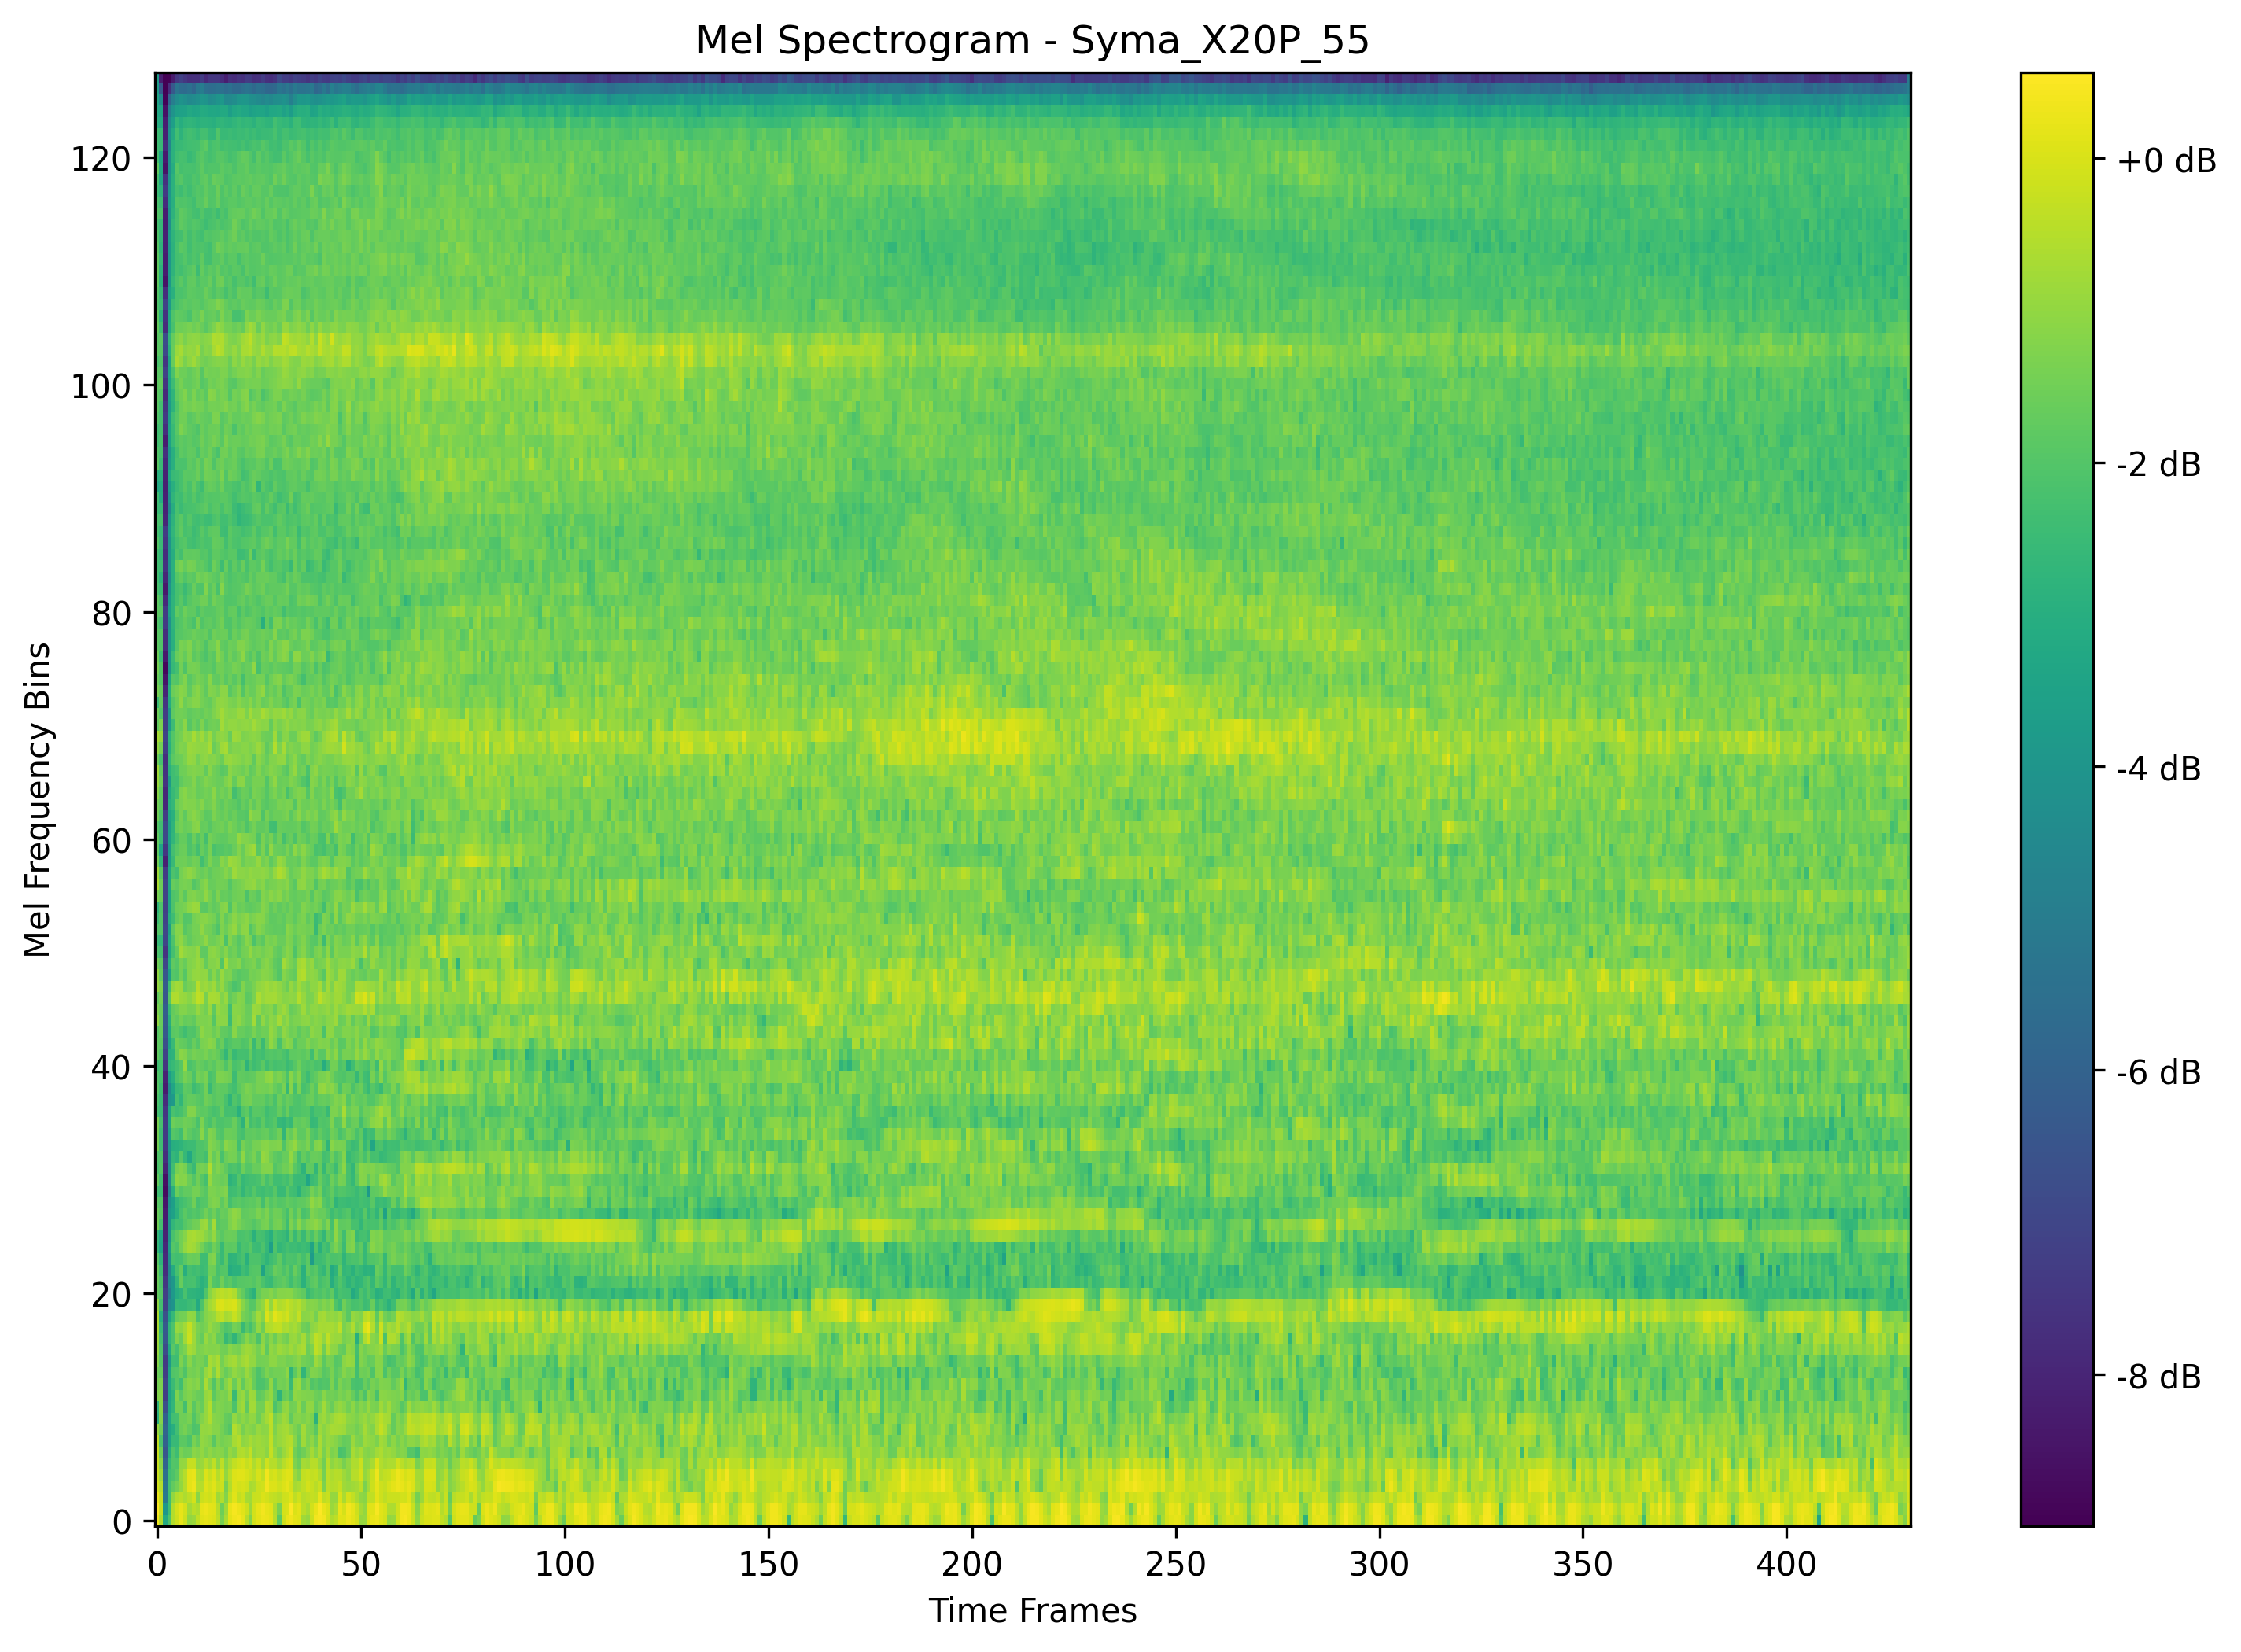 Mel Spectrogram - Syma_X20P_55
Mel Frequency Bins
120
100
80
60
40
20
0
0 50 100 150 200 250 300 350 400
Time Frames
+0 dB
-2 dB
-4 dB
-6 dB
-8 dB